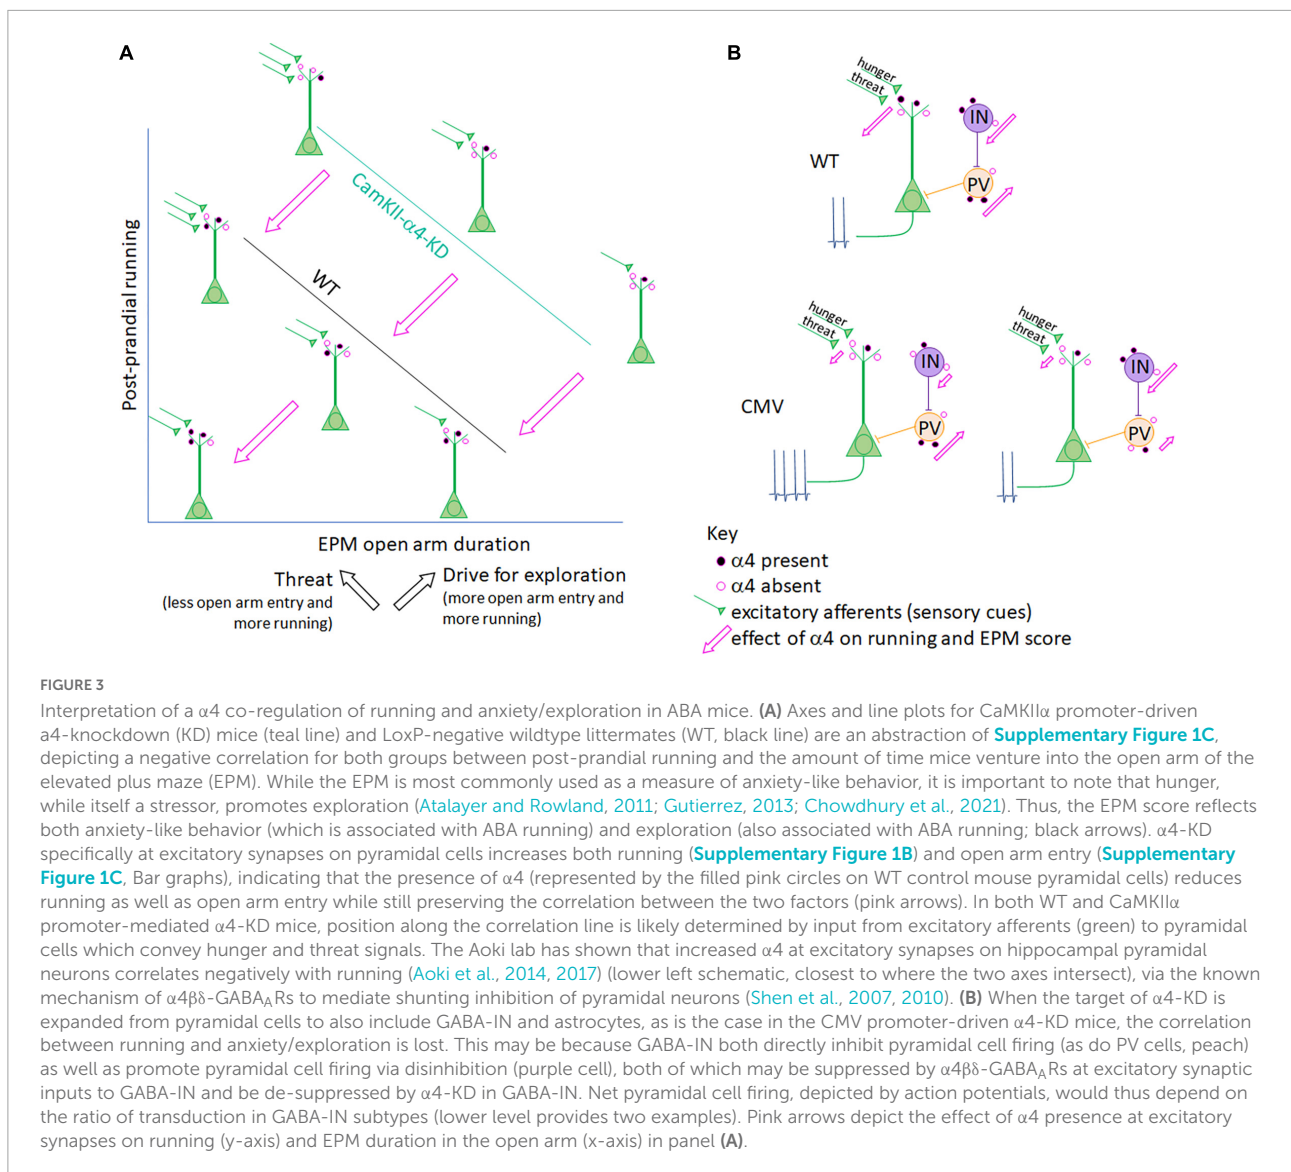 A
Post-prandial running
CamKII-α4-KD
WT
EPM open arm duration
Threat
(less open arm entry and
more running)
Drive for exploration
(more open arm entry and
more running)
B
hunger
threat
IN
WT
PV
hunger
threat
IN
CMV
PV
hunger
threat
IN
PV
Key
α4 present
α4 absent
excitatory afferents (sensory cues)
effect of α4 on running and EPM score
FIGURE 3
Interpretation of a α4 co-regulation of running and anxiety/exploration in ABA mice. (A) Axes and line plots for CaMKIIα promoter-driven
a4-knockdown (KD) mice (teal line) and LoxP-negative wildtype littermates (WT, black line) are an abstraction of Supplementary Figure 1C,
depicting a negative correlation for both groups between post-prandial running and the amount of time mice venture into the open arm of the
elevated plus maze (EPM). While the EPM is most commonly used as a measure of anxiety-like behavior, it is important to note that hunger,
while itself a stressor, promotes exploration (Atalayer and Rowland, 2011; Gutierrez, 2013; Chowdhury et al., 2021). Thus, the EPM score reflects
both anxiety-like behavior (which is associated with ABA running) and exploration (also associated with ABA running; black arrows). α4-KD
specifically at excitatory synapses on pyramidal cells increases both running (Supplementary Figure 1B) and open arm entry (Supplementary
Figure 1C, Bar graphs), indicating that the presence of α4 (represented by the filled pink circles on WT control mouse pyramidal cells) reduces
running as well as open arm entry while still preserving the correlation between the two factors (pink arrows). In both WT and CaMKIIα
promoter-mediated α4-KD mice, position along the correlation line is likely determined by input from excitatory afferents (green) to pyramidal
cells which convey hunger and threat signals. The Aoki lab has shown that increased α4 at excitatory synapses on hippocampal pyramidal
neurons correlates negatively with running (Aoki et al., 2014, 2017) (lower left schematic, closest to where the two axes intersect), via the known
mechanism of α4βδ-GABAARs to mediate shunting inhibition of pyramidal neurons (Shen et al., 2007, 2010). (B) When the target of α4-KD is
expanded from pyramidal cells to also include GABA-IN and astrocytes, as is the case in the CMV promoter-driven α4-KD mice, the correlation
between running and anxiety/exploration is lost. This may be because GABA-IN both directly inhibit pyramidal cell firing (as do PV cells, peach)
as well as promote pyramidal cell firing via disinhibition (purple cell), both of which may be suppressed by α4βδ-GABAARs at excitatory synaptic
inputs to GABA-IN and be de-suppressed by α4-KD in GABA-IN. Net pyramidal cell firing, depicted by action potentials, would thus depend on
the ratio of transduction in GABA-IN subtypes (lower level provides two examples). Pink arrows depict the effect of α4 presence at excitatory
synapses on running (y-axis) and EPM duration in the open arm (x-axis) in panel (A).